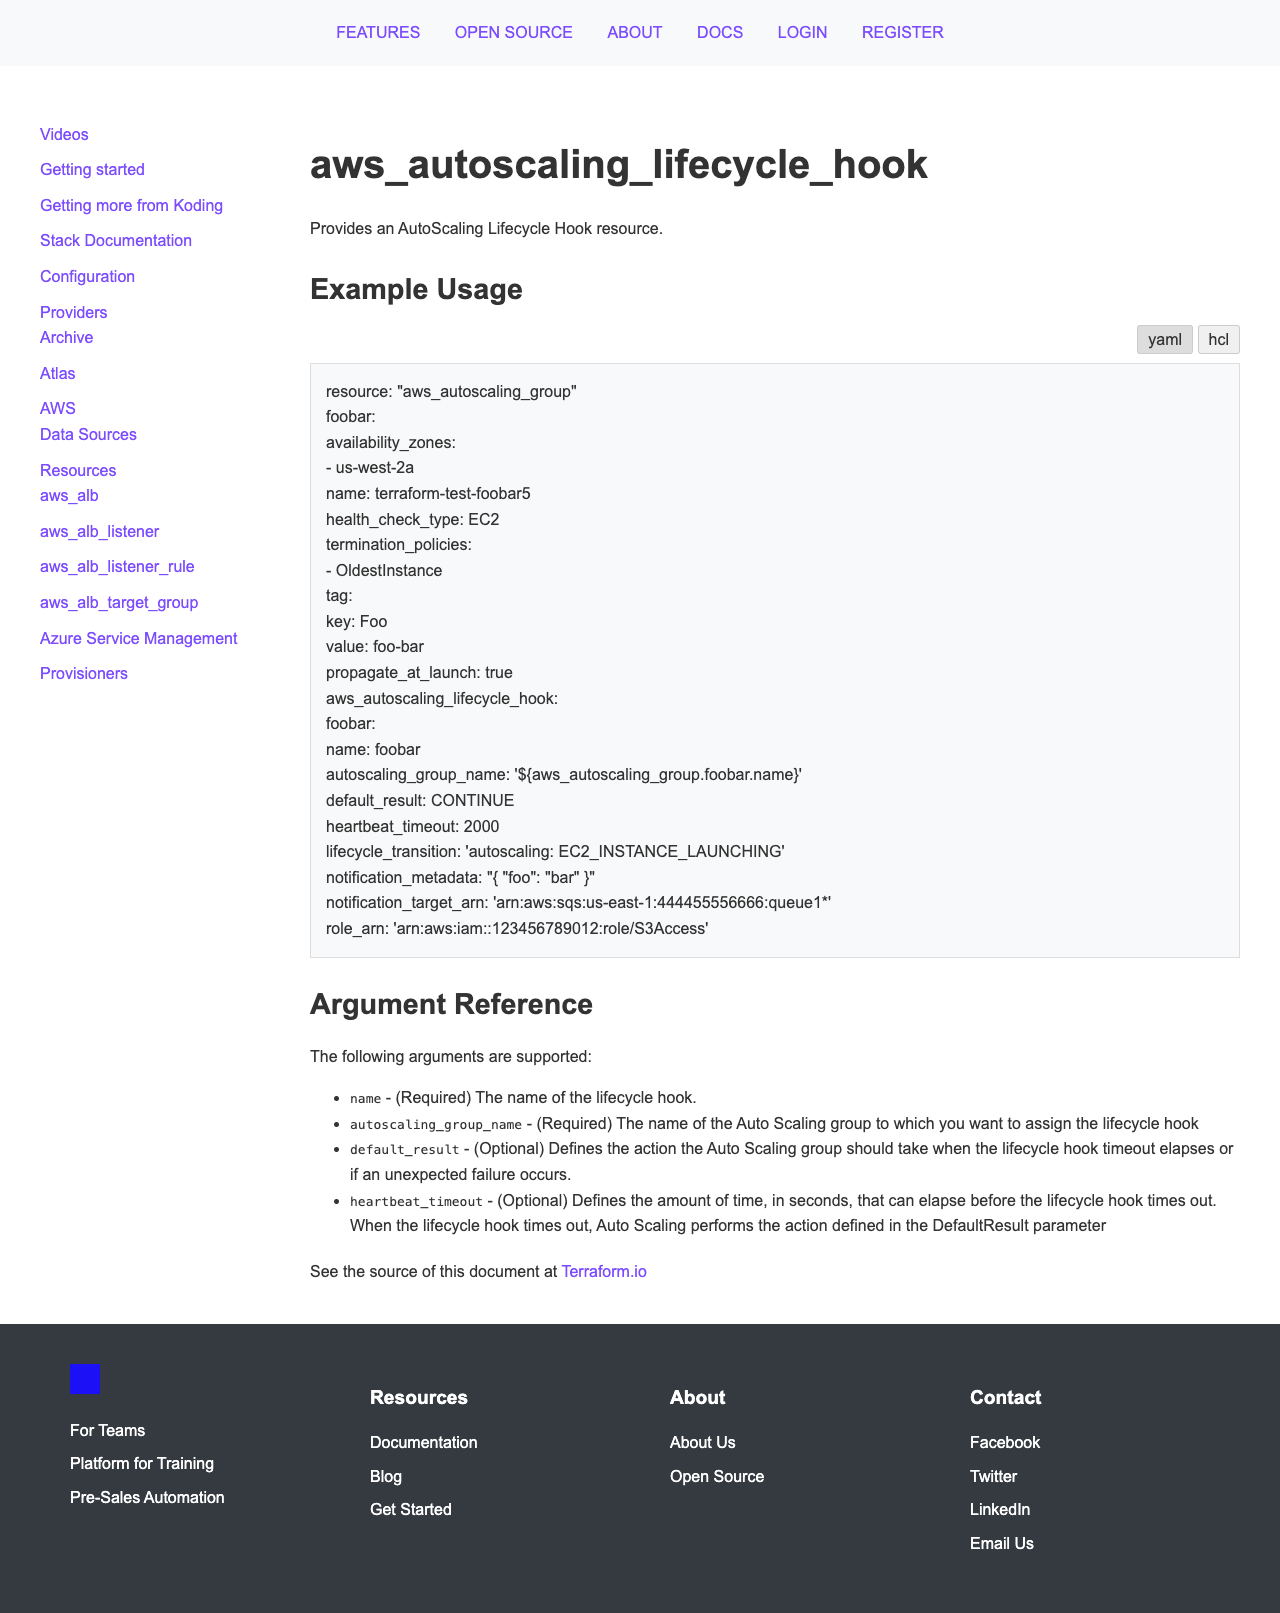 FEATURES OPEN SOURCE ABOUT DOCS LOGIN REGISTER
Videos
Getting started
Getting more from Koding
Stack Documentation
Configuration
Providers
Archive
Atlas
AWS
Data Sources
Resources
aws_alb
aws_alb_listener
aws_alb_listener_rule
aws_alb_target_group
Azure Service Management
Provisioners
aws_autoscaling_lifecycle_hook
Provides an AutoScaling Lifecycle Hook resource.
Example Usage
yaml hcl
resource: "aws_autoscaling_group"
foobar:
availability_zones:
- us-west-2a
name: terraform-test-foobar5
health_check_type: EC2
termination_policies:
- OldestInstance
tag:
key: Foo
value: foo-bar
propagate_at_launch: true
aws_autoscaling_lifecycle_hook:
foobar:
name: foobar
autoscaling_group_name: '${aws_autoscaling_group.foobar.name}'
default_result: CONTINUE
heartbeat_timeout: 2000
lifecycle_transition: 'autoscaling: EC2_INSTANCE_LAUNCHING'
notification_metadata: "{ "foo": "bar" }"
notification_target_arn: 'arn:aws:sqs:us-east-1:444455556666:queue1*'
role_arn: 'arn:aws:iam::123456789012:role/S3Access'
Argument Reference
The following arguments are supported:
• name - (Required) The name of the lifecycle hook.
• autoscaling_group_name - (Required) The name of the Auto Scaling group to which you want to assign the lifecycle hook
• default_result - (Optional) Defines the action the Auto Scaling group should take when the lifecycle hook timeout elapses or
if an unexpected failure occurs.
• heartbeat_timeout - (Optional) Defines the amount of time, in seconds, that can elapse before the lifecycle hook times out.
When the lifecycle hook times out, Auto Scaling performs the action defined in the DefaultResult parameter
See the source of this document at Terraform.io
For Teams
Platform for Training
Pre-Sales Automation
Resources
Documentation
Blog
Get Started
About
About Us
Open Source
Contact
Facebook
Twitter
LinkedIn
Email Us